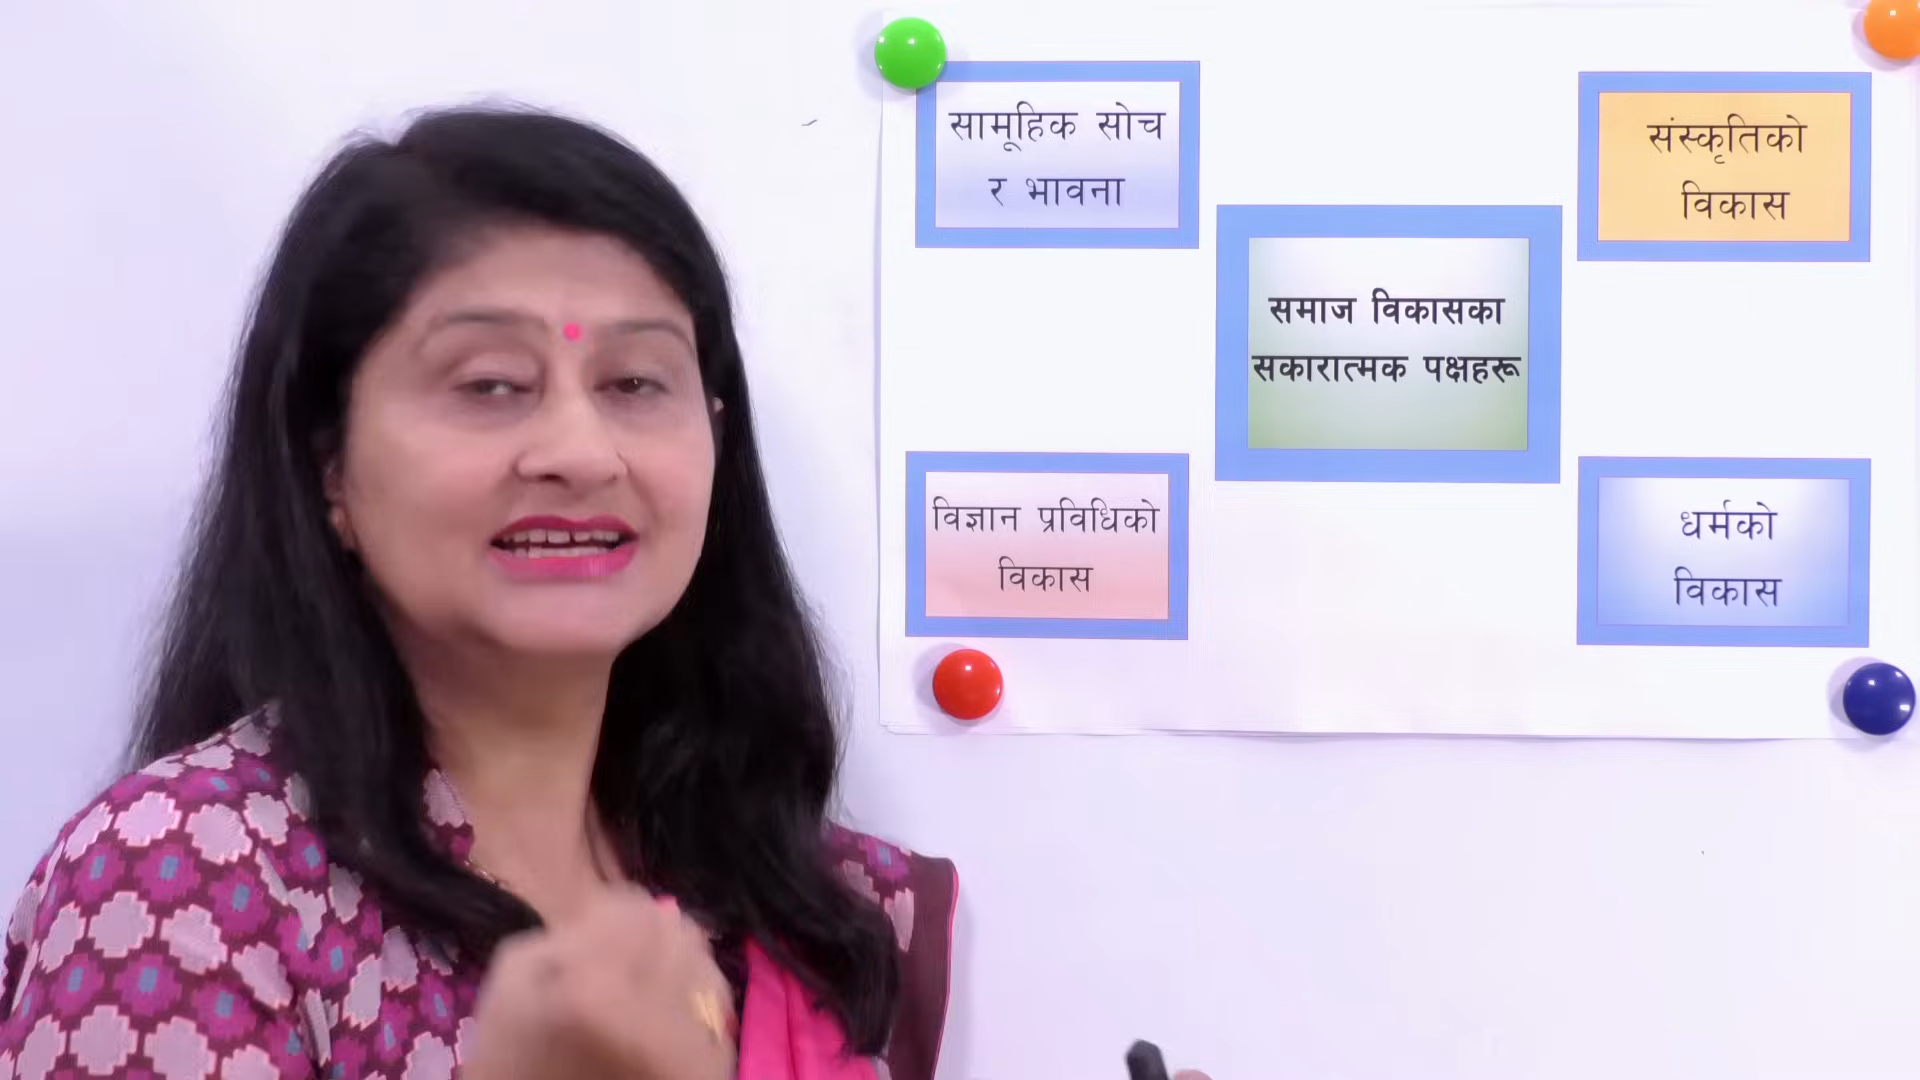 सामूहिक सोच
र भावना
संस्कृतिको
विकास
समाज विकासका
सकारात्मक पक्षहरू
विज्ञान प्रविधिको
विकास
धर्मको
विकास